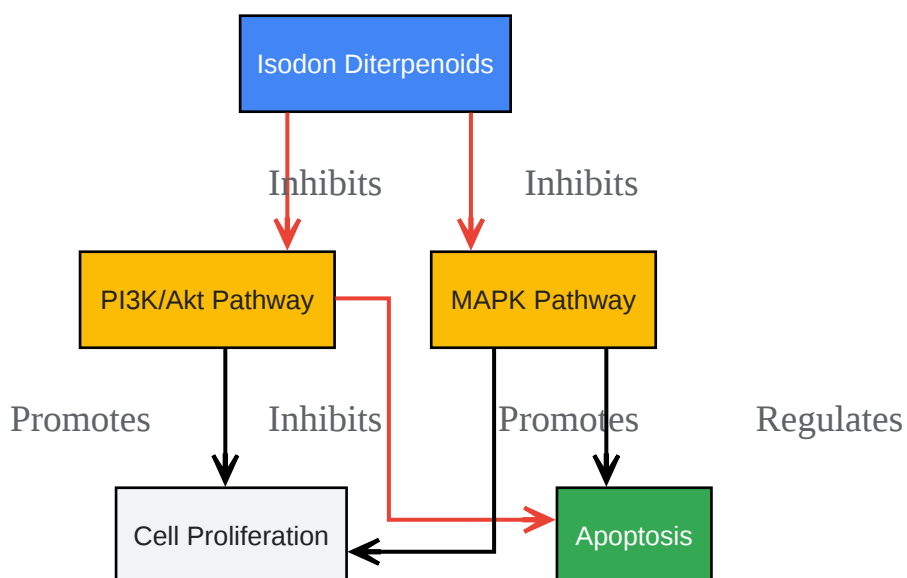 Isodon Diterpenoids
Inhibits
Inhibits
PI3K/Akt Pathway
MAPK Pathway
Promotes
Inhibits
Promotes
Regulates
Cell Proliferation
Apoptosis